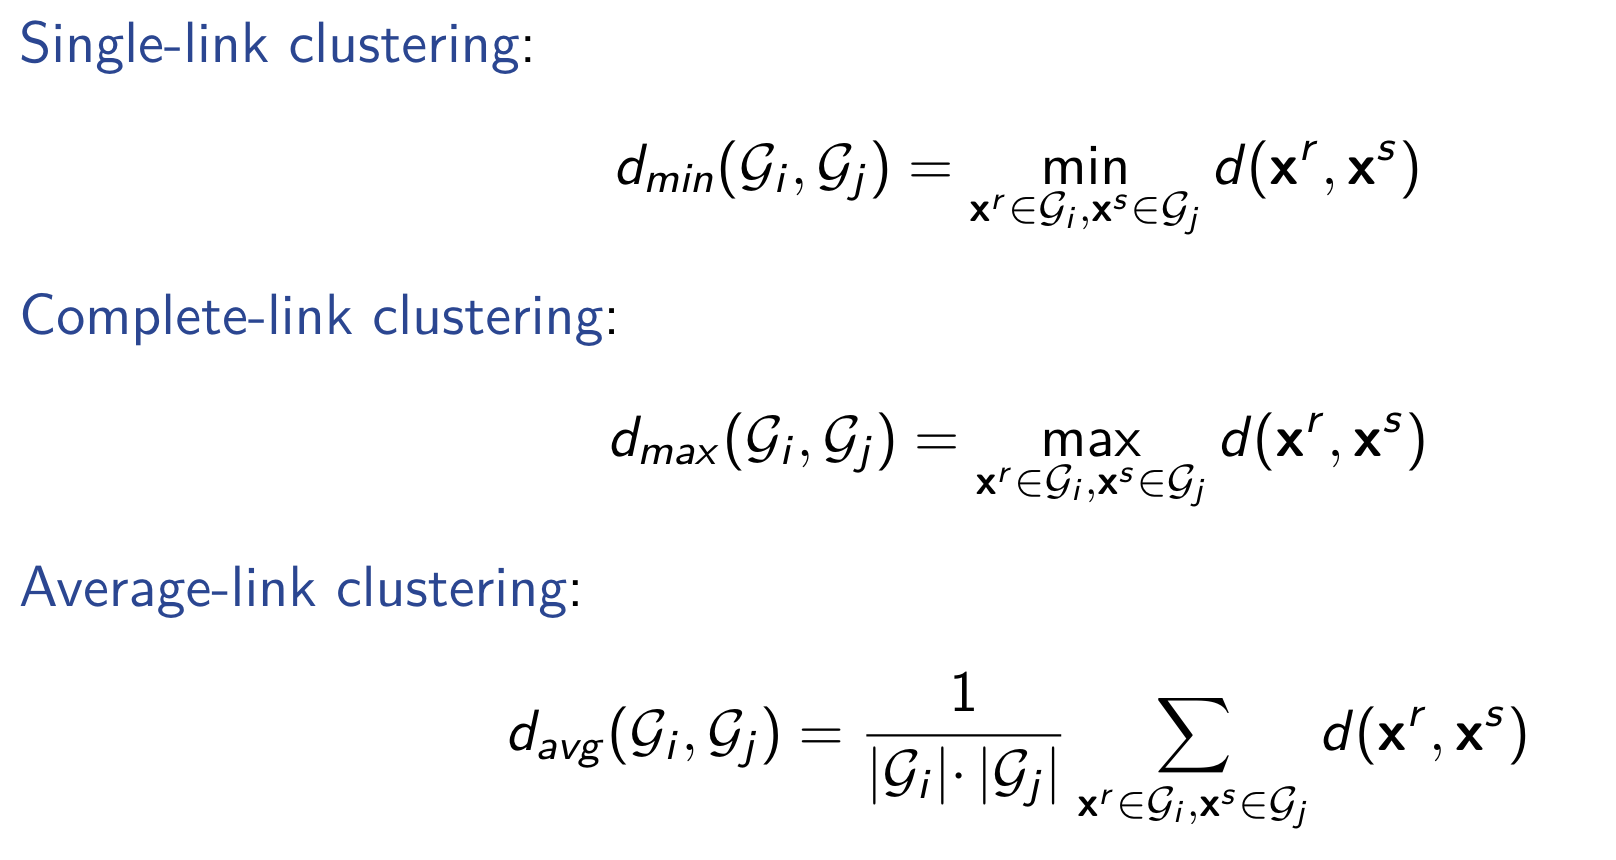 Single-link clustering:
d_{min}(𝒢_i, 𝒢_j) = min_{𝐱^r∈𝒢_i,𝐱^s∈𝒢_j} d(𝐱^r, 𝐱^s)
Complete-link clustering:
d_{max}(𝒢_i, 𝒢_j) = max_{𝐱^r∈𝒢_i,𝐱^s∈𝒢_j} d(𝐱^r, 𝐱^s)
Average-link clustering:
d_{avg}(𝒢_i, 𝒢_j) = \frac{1}{|𝒢_i|·|𝒢_j|} ∑_{𝐱^r∈𝒢_i,𝐱^s∈𝒢_j} d(𝐱^r, 𝐱^s)